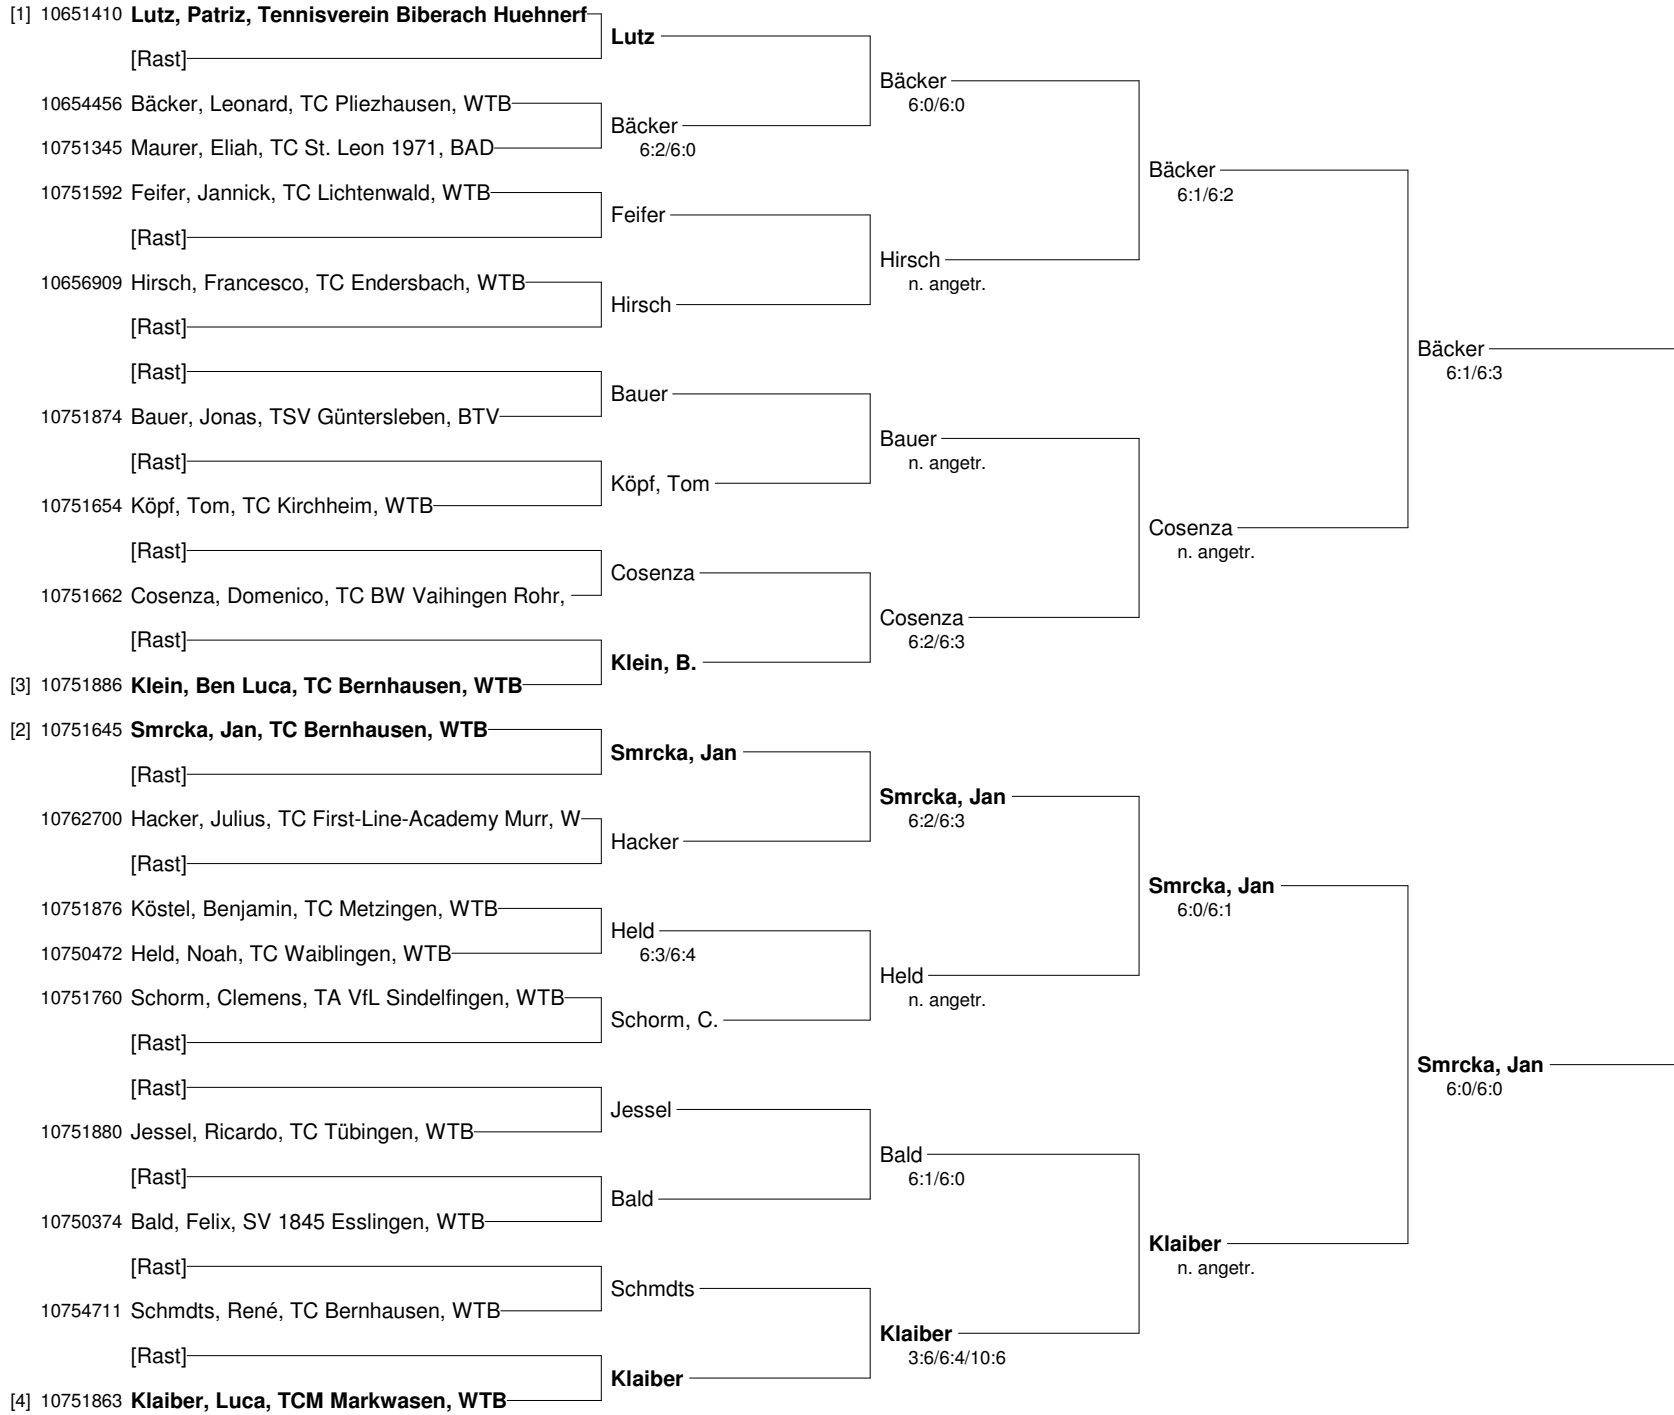 [1] 10651410 Lutz, Patriz, Tennisverein Biberach Huehnerf
Lutz
[Rast]
Bäcker
6:0/6:0
10654456 Bäcker, Leonard, TC Pliezhausen, WTB
Bäcker
6:2/6:0
10751345 Maurer, Eliah, TC St. Leon 1971, BAD
Bäcker
6:1/6:2
10751592 Feifer, Jannick, TC Lichtenwald, WTB
Feifer
[Rast]
Hirsch
n. angetr.
10656909 Hirsch, Francesco, TC Endersbach, WTB
Hirsch
[Rast]
Bäcker
6:1/6:3
[Rast]
Bauer
10751874 Bauer, Jonas, TSV Güntersleben, BTV
Bauer
n. angetr.
[Rast]
Köpf, Tom
10751654 Köpf, Tom, TC Kirchheim, WTB
Cosenza
n. angetr.
[Rast]
Cosenza
10751662 Cosenza, Domenico, TC BW Vaihingen Rohr,
Cosenza
6:2/6:3
[Rast]
Klein, B.
[3] 10751886 Klein, Ben Luca, TC Bernhausen, WTB
[2] 10751645 Smrcka, Jan, TC Bernhausen, WTB
Smrcka, Jan
[Rast]
Smrcka, Jan
6:2/6:3
10762700 Hacker, Julius, TC First-Line-Academy Murr, W
Hacker
[Rast]
Smrcka, Jan
6:0/6:1
10751876 Köstel, Benjamin, TC Metzingen, WTB
Held
6:3/6:4
10750472 Held, Noah, TC Waiblingen, WTB
Held
n. angetr.
10751760 Schorm, Clemens, TA VfL Sindelfingen, WTB
Schorm, C.
[Rast]
Smrcka, Jan
6:0/6:0
[Rast]
Jessel
10751880 Jessel, Ricardo, TC Tübingen, WTB
Bald
6:1/6:0
[Rast]
Bald
10750374 Bald, Felix, SV 1845 Esslingen, WTB
Klaiber
n. angetr.
[Rast]
Schmdts
10754711 Schmdts, René, TC Bernhausen, WTB
Klaiber
3:6/6:4/10:6
[Rast]
Klaiber
[4] 10751863 Klaiber, Luca, TCM Markwasen, WTB